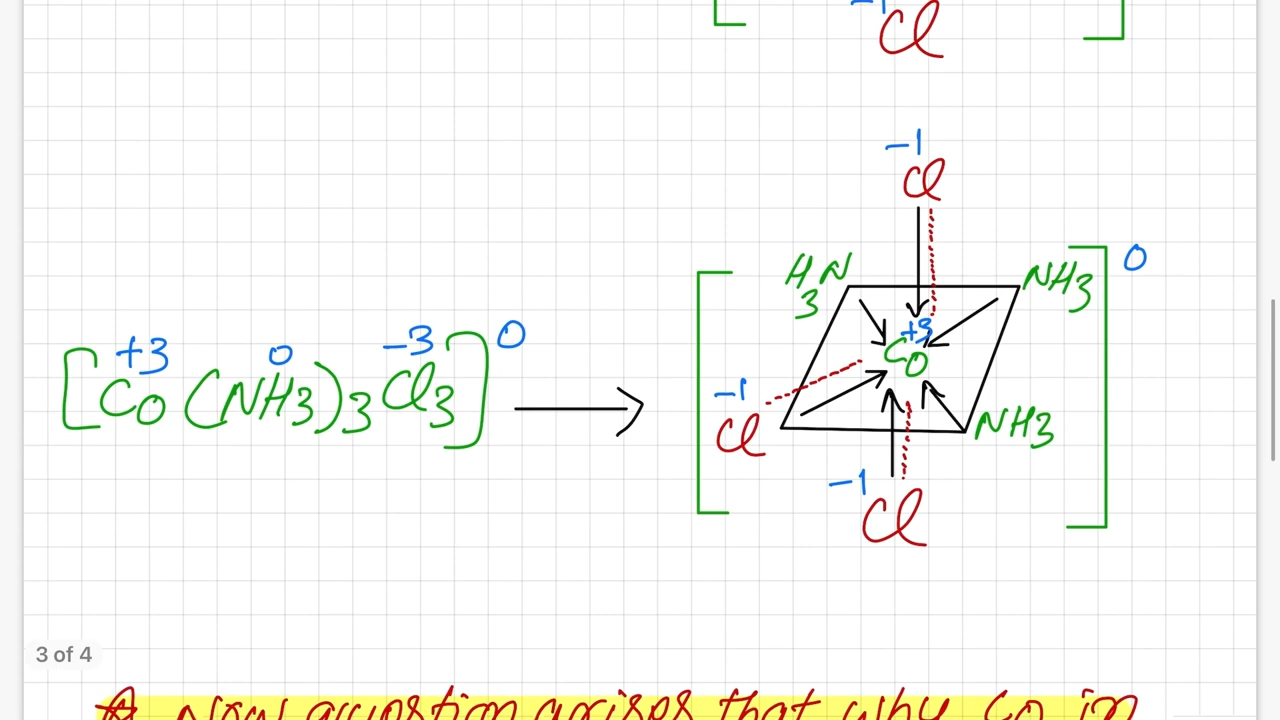 -1
Cl
-1
Cl
H3N NH3
0
+3
Co
[Co(NH3)3Cl3]
+3 0 -3 0
-1
Cl
NH3
-1
Cl
3 of 4
Now question arises that why Co in